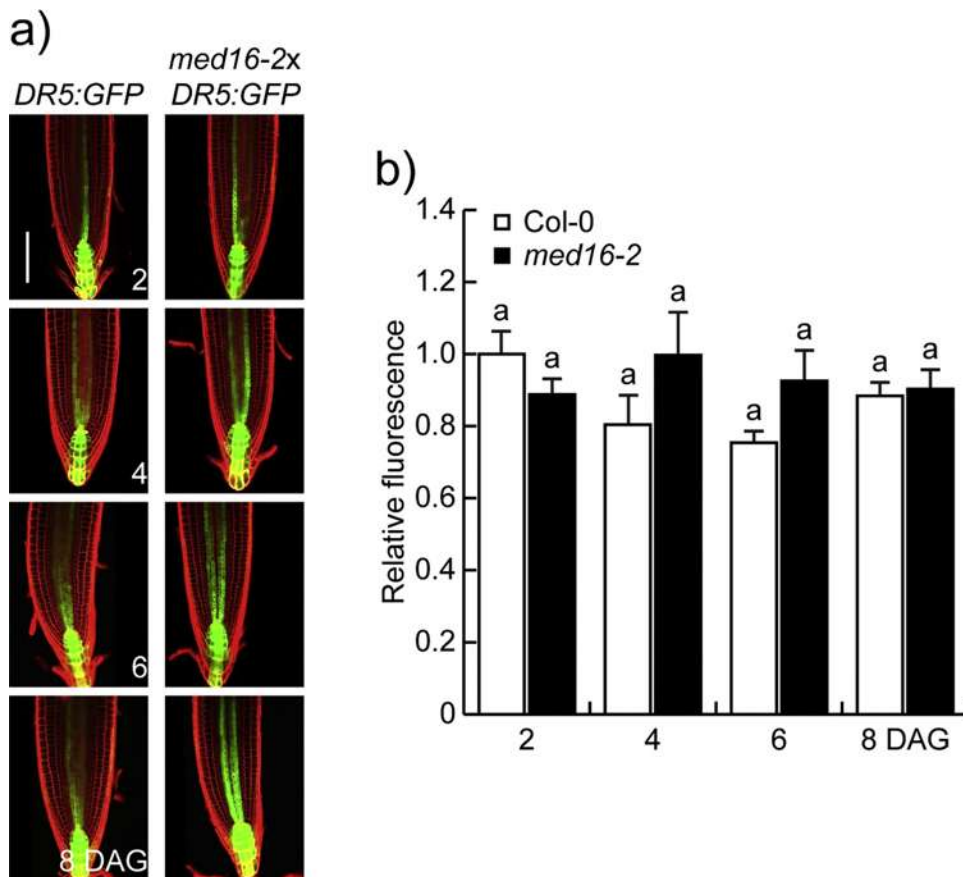 a)
DR5:GFP
med16-2x
DR5:GFP
2
4
6
8 DAG
b)
Relative fluorescence
1.4
1.2
1.0
0.8
0.6
0.4
0.2
0
Col-0
med16-2
a
a
a
a
a
a
a
a
2 4 6 8 DAG